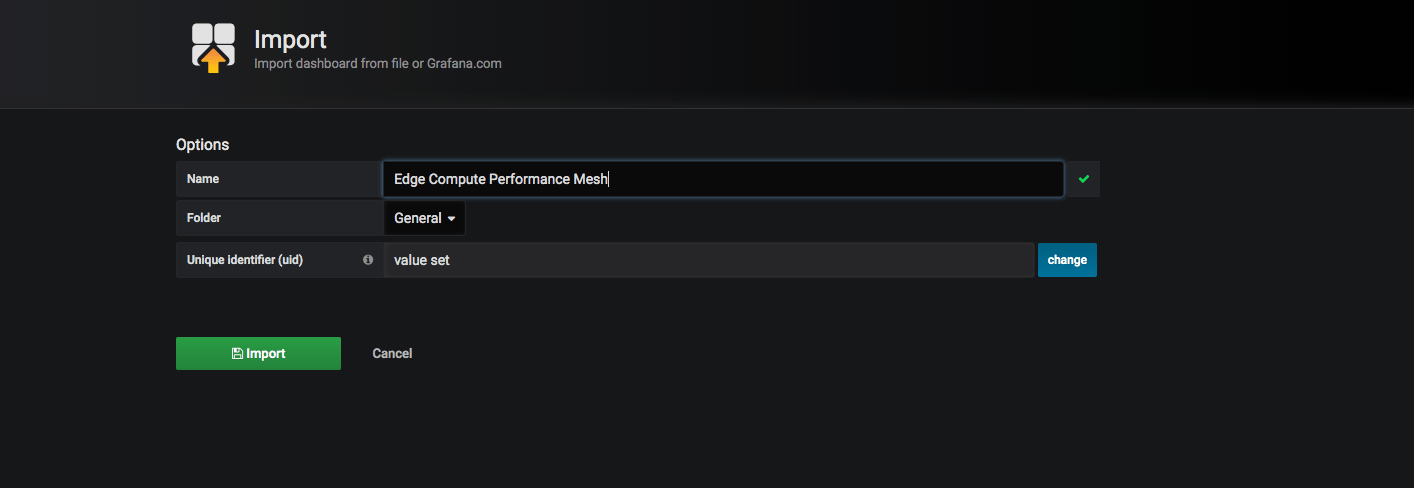 Import
Import dashboard from file or Grafana.com
Options
Name Edge Compute Performance Mesh
Folder General
Unique identifier (uid) value set change
Import Cancel